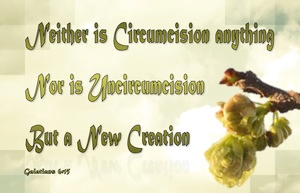 Neither is Circumcision anything
Nor is Uncircumcision
But a New Creation
Galatians 6:15